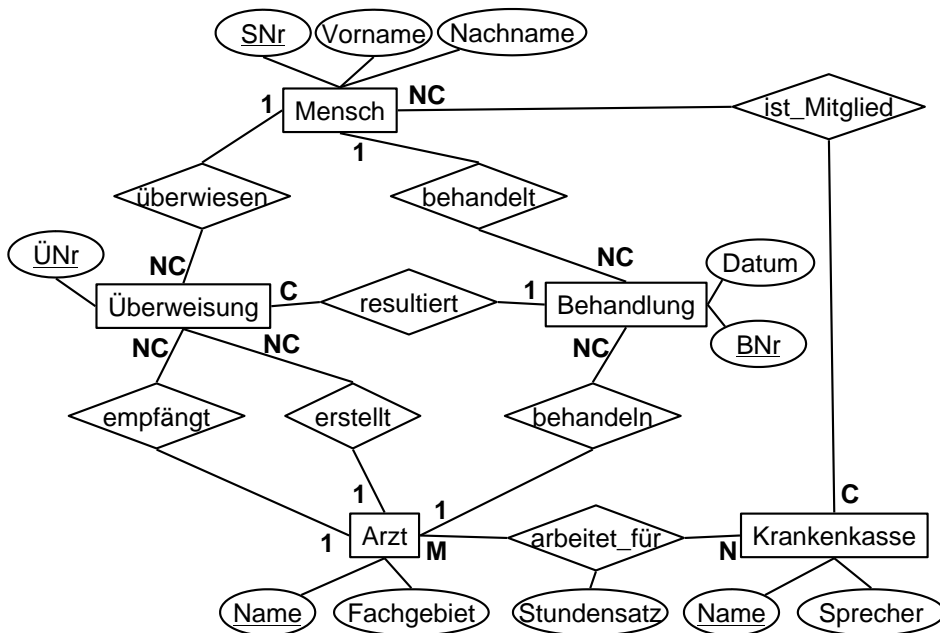 SNr Vorname Nachname
1 NC
Mensch ist_Mitglied
1
überwiesen behandelt
ÜNr NC NC Datum
Überweisung C resultiert 1 Behandlung
NC NC NC BNr
empfängt erstellt behandeln
1 1 C
1 Arzt M arbeitet_für N Krankenkasse
Name Fachgebiet Stundensatz Name Sprecher